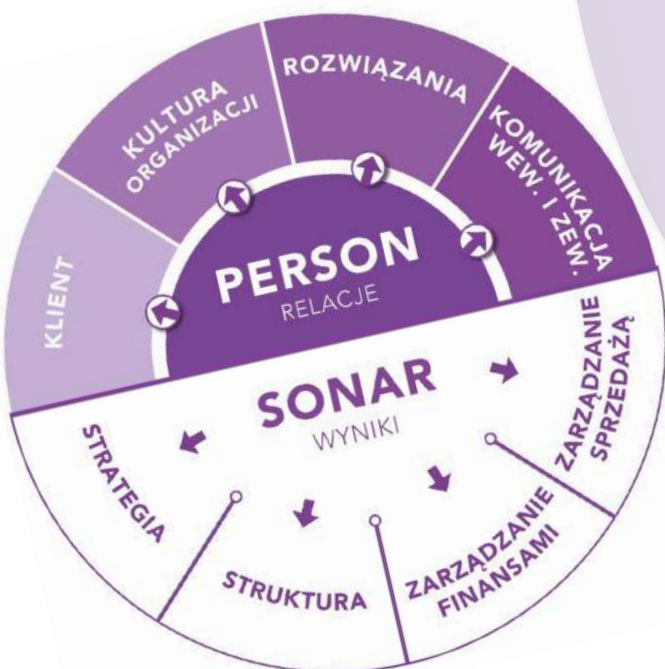 KLIENT
KULTURA
ORGANIZACJI
ROZWIĄZANIA
KOMUNIKACJA
WEW. I ZEW.
PERSON
RELACJE
SONAR
WYNIKI
STRATEGIA
STRUKTURA
ZARZĄDZANIE
FINANSAMI
ZARZĄDZANIE
SPRZEDAŻĄ